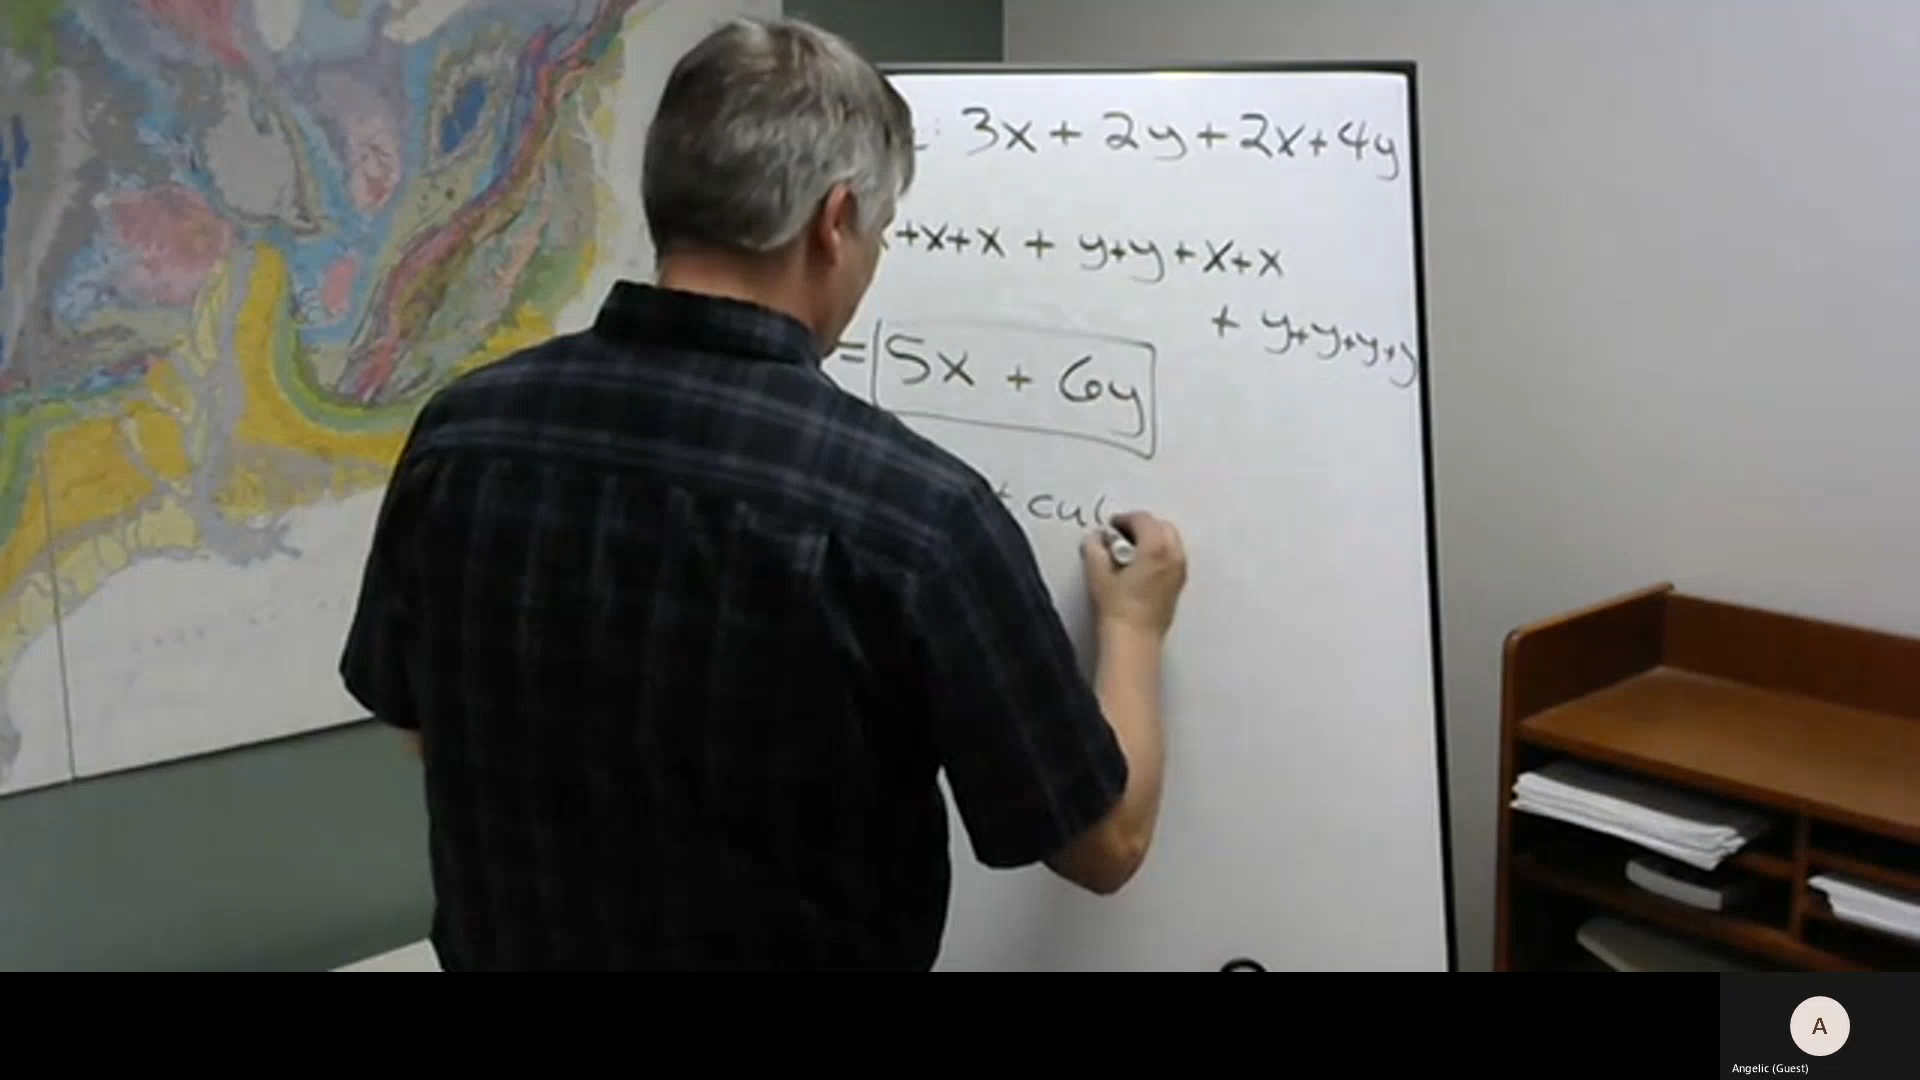 : 3x + 2y + 2x + 4y
+x+x + y+y + x+x
+ y+y+y+y
= 5x + 6y
A
Angelic (Guest)